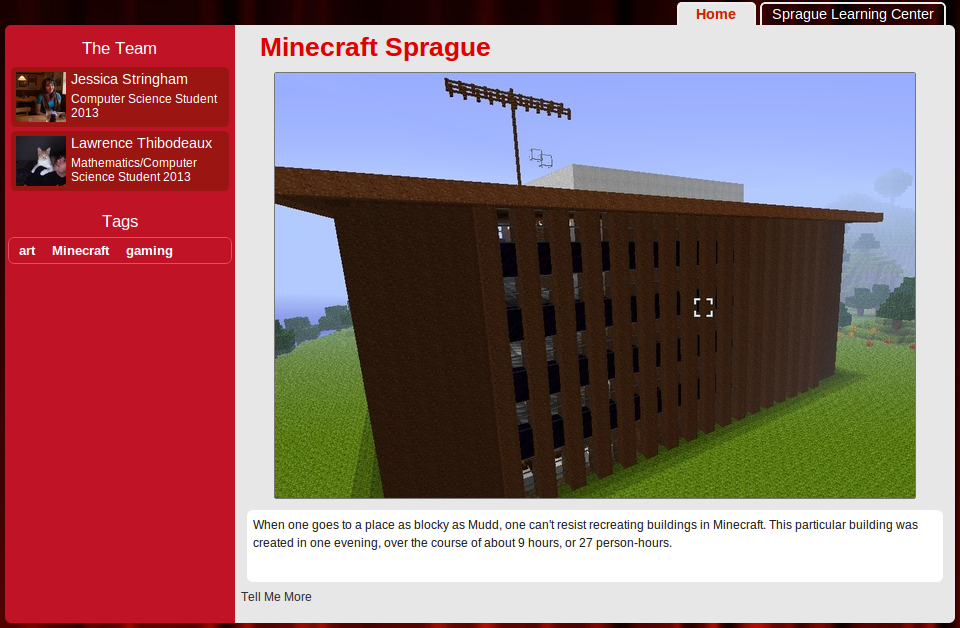 Home
Sprague Learning Center
The Team
Jessica Stringham
Computer Science Student
2013
Lawrence Thibodeaux
Mathematics/Computer
Science Student 2013
Tags
art Minecraft gaming
Minecraft Sprague
When one goes to a place as blocky as Mudd, one can't resist recreating buildings in Minecraft. This particular building was
created in one evening, over the course of about 9 hours, or 27 person-hours.
Tell Me More